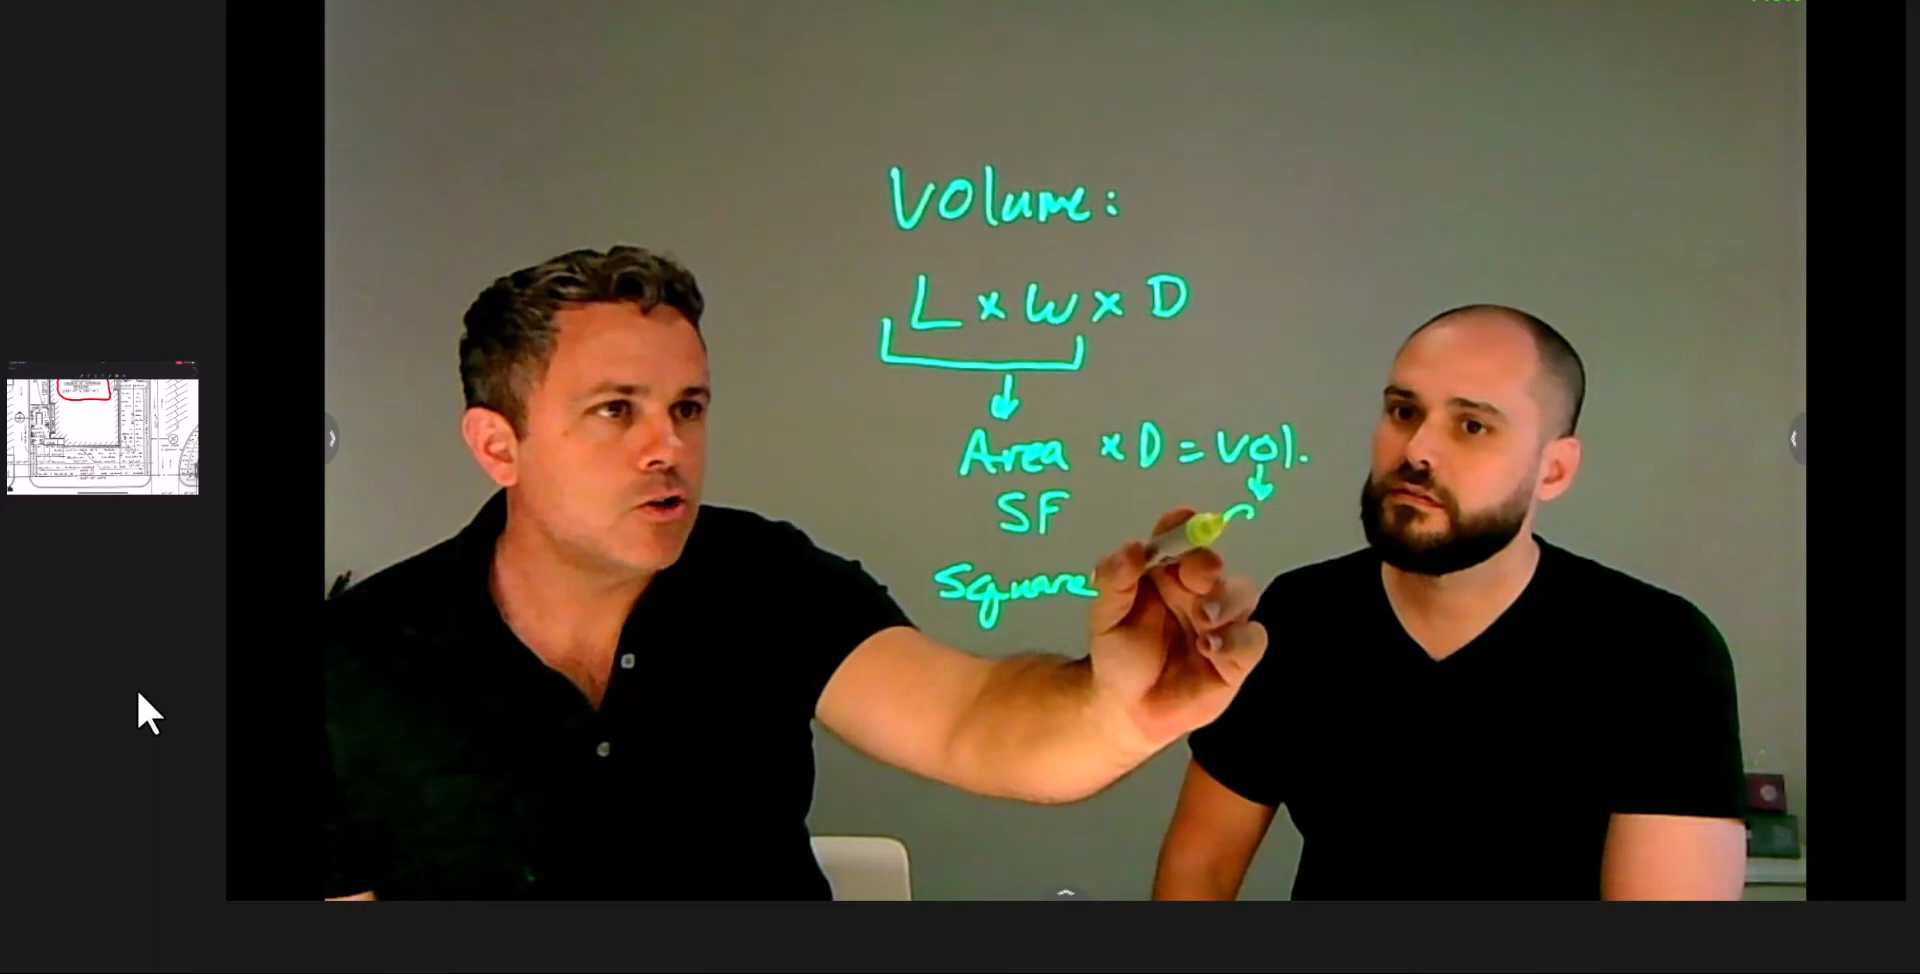 Volume:
L x W x D
Area x D = Vol.
SF
Square